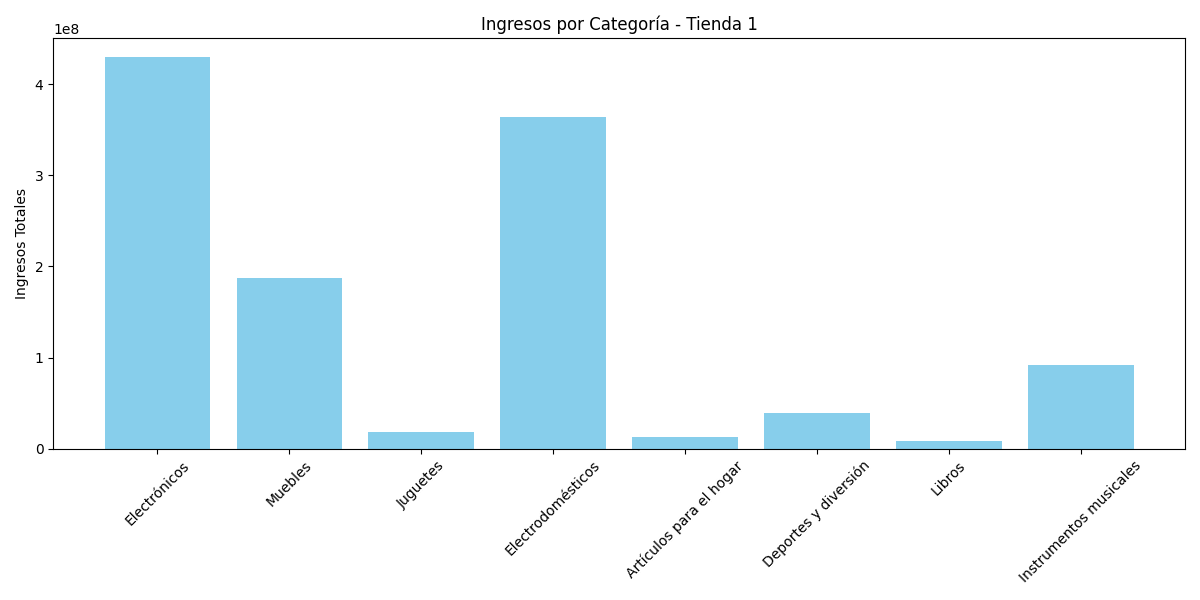 Ingresos por Categoría - Tienda 1
1e8
4
3
2
1
0
Ingresos Totales
Electrónicos
Muebles
Juguetes
Electrodomésticos
Artículos para el hogar
Deportes y diversión
Libros
Instrumentos musicales